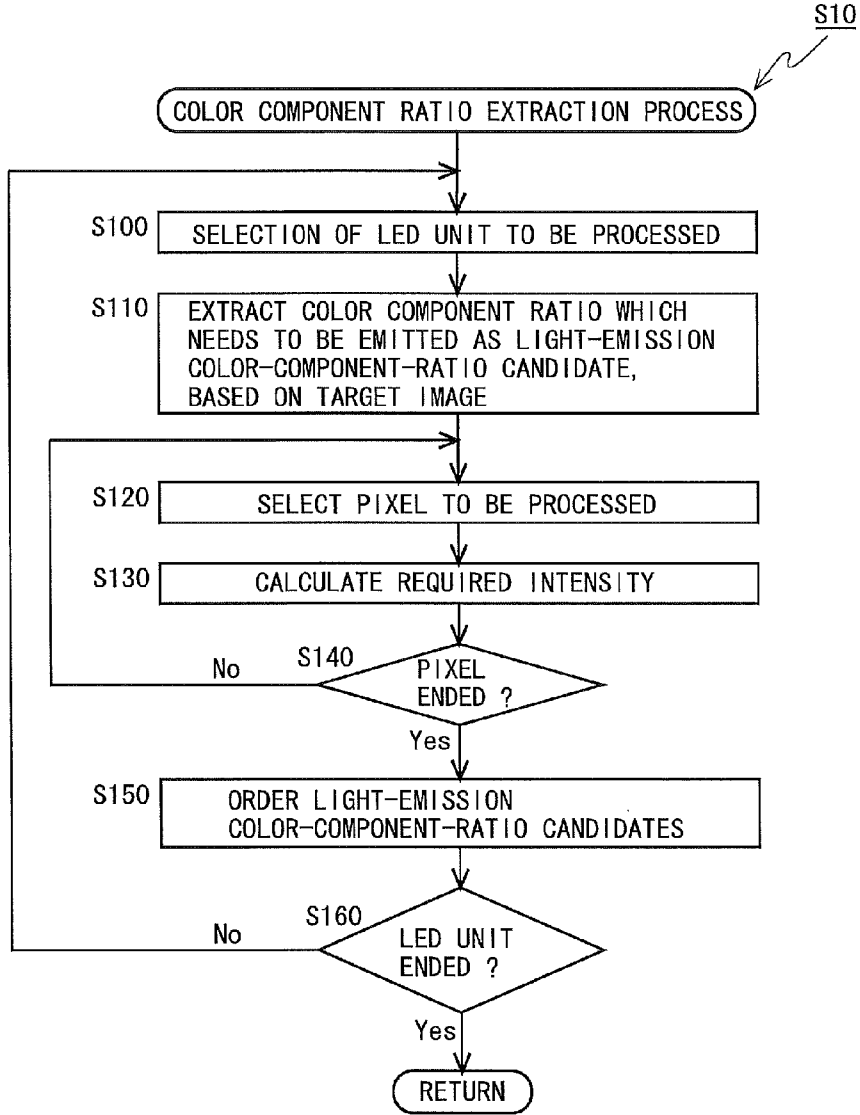 S10
COLOR COMPONENT RATIO EXTRACTION PROCESS
S100
SELECTION OF LED UNIT TO BE PROCESSED
S110
EXTRACT COLOR COMPONENT RATIO WHICH
NEEDS TO BE EMITTED AS LIGHT-EMISSION
COLOR-COMPONENT-RATIO CANDIDATE,
BASED ON TARGET IMAGE
S120
SELECT PIXEL TO BE PROCESSED
S130
CALCULATE REQUIRED INTENSITY
S140
No
PIXEL
ENDED ?
Yes
S150
ORDER LIGHT-EMISSION
COLOR-COMPONENT-RATIO CANDIDATES
S160
No
LED UNIT
ENDED ?
Yes
RETURN